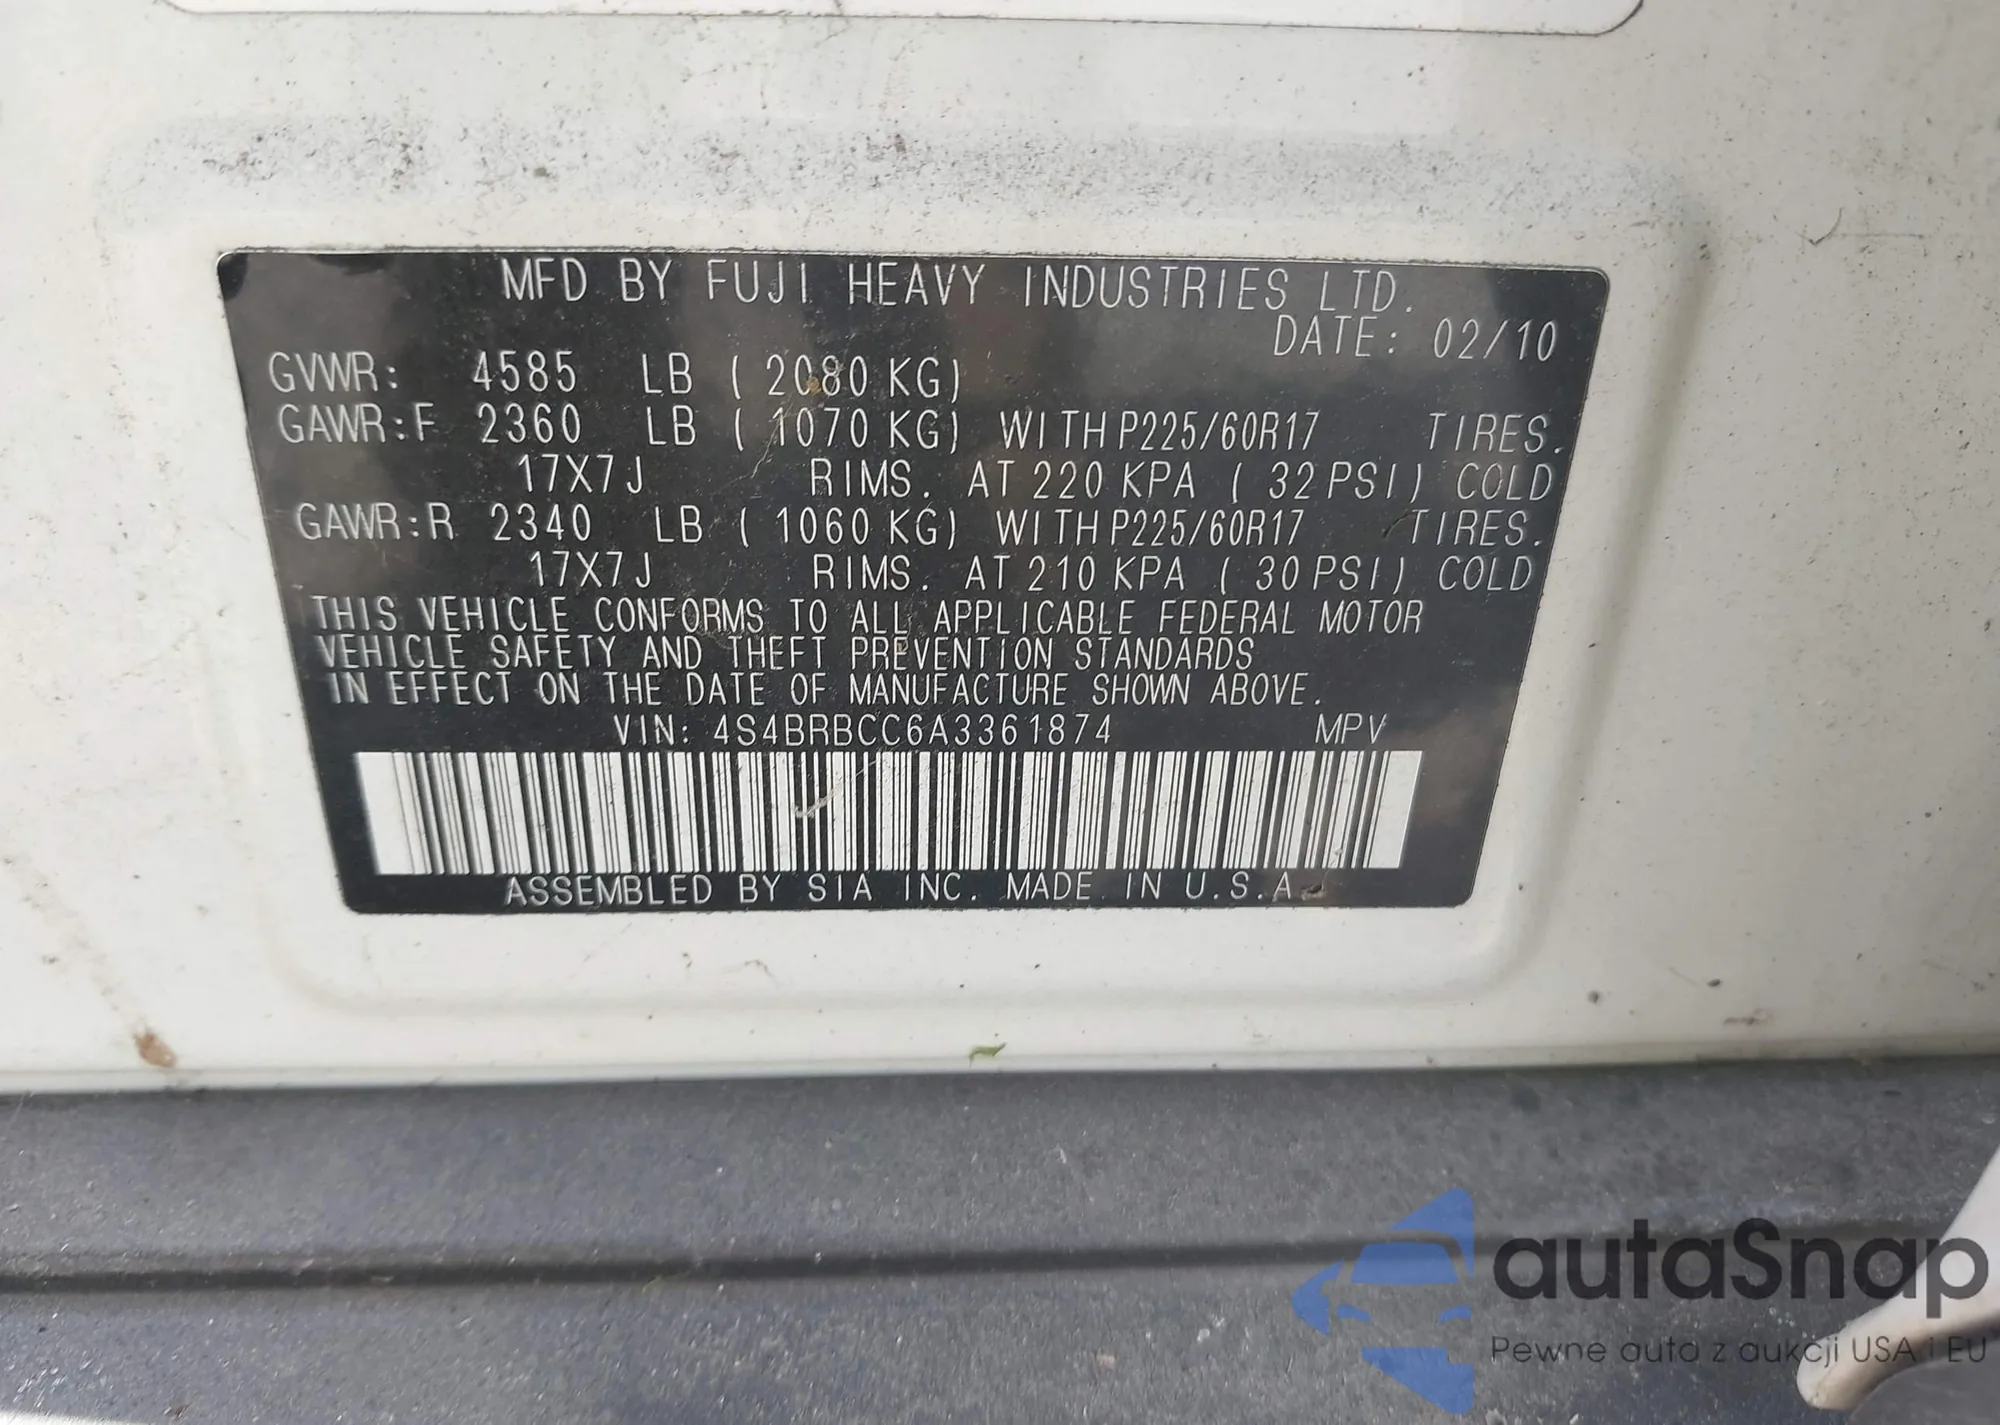 MFD BY FUJI HEAVY INDUSTRIES LTD.
DATE: 02/10
GVWR: 4585 LB ( 2080 KG)
GAWR:F 2360 LB ( 1070 KG) WITH P225/60R17 TIRES.
17X7J RIMS. AT 220 KPA ( 32 PSI) COLD
GAWR:R 2340 LB ( 1060 KG) WITH P225/60R17 TIRES.
17X7J RIMS. AT 210 KPA ( 30 PSI) COLD
THIS VEHICLE CONFORMS TO ALL APPLICABLE FEDERAL MOTOR
VEHICLE SAFETY AND THEFT PREVENTION STANDARDS
IN EFFECT ON THE DATE OF MANUFACTURE SHOWN ABOVE.
VIN: 4S4BRBCC6A3361874 MPV
ASSEMBLED BY SIA INC. MADE IN U.S.A.
autaSnap
Pewne auta z aukcji USA i EU